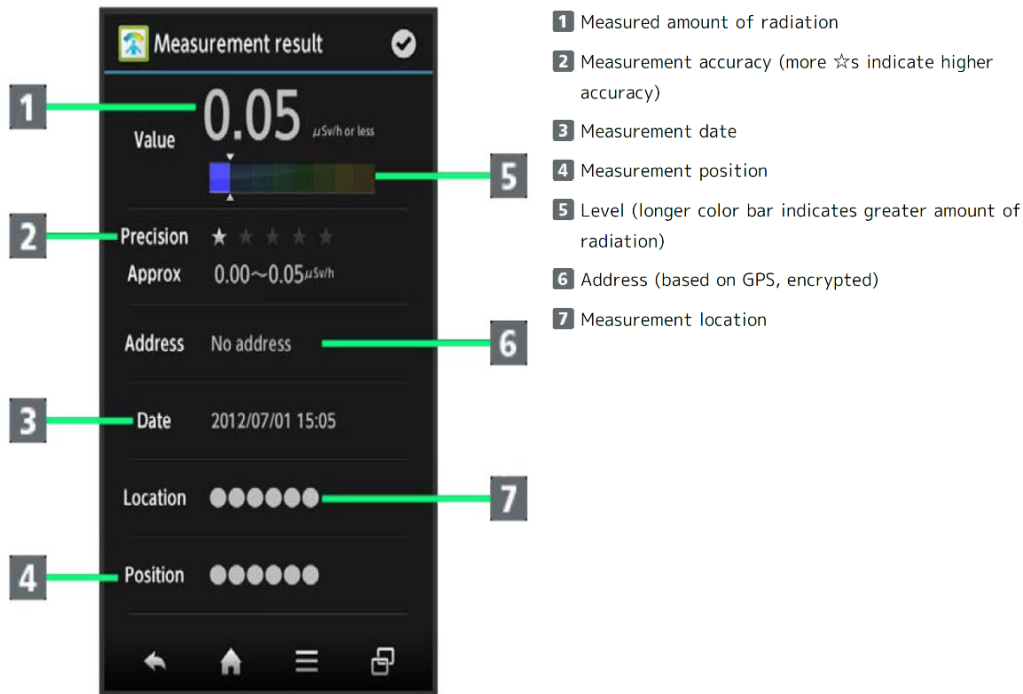 Measurement result
1
Value
0.05 μSv/h or less
5
2
Precision ★★★★★
Approx 0.00～0.05μSv/h
Address No address
6
3
Date 2012/07/01 15:05
Location ●●●●●●
7
4
Position ●●●●●●
1 Measured amount of radiation
2 Measurement accuracy (more ☆s indicate higher
accuracy)
3 Measurement date
4 Measurement position
5 Level (longer color bar indicates greater amount of
radiation)
6 Address (based on GPS, encrypted)
7 Measurement location